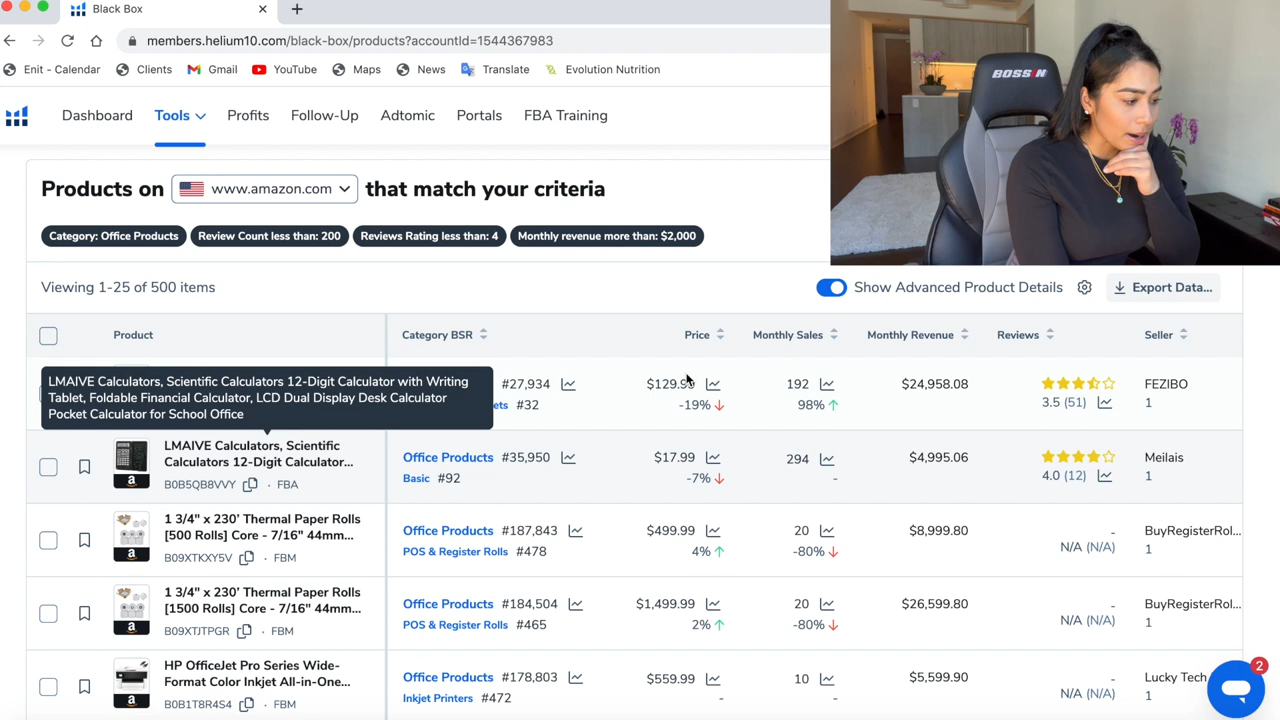 Black Box
members.helium10.com/black-box/products?accountId=1544367983
Enit - Calendar Clients Gmail YouTube Maps News Translate Evolution Nutrition
Dashboard Tools Profits Follow-Up Adtomic Portals FBA Training
BOSSIN
Products on www.amazon.com that match your criteria
Category: Office Products Review Count less than: 200 Reviews Rating less than: 4 Monthly revenue more than: $2,000
Viewing 1-25 of 500 items Show Advanced Product Details Export Data...
Product Category BSR Price Monthly Sales Monthly Revenue Reviews Seller
LMAIVE Calculators, Scientific Calculators 12-Digit Calculator with Writing
Tablet, Foldable Financial Calculator, LCD Dual Display Desk Calculator
Pocket Calculator for School Office
#27,934 192 $24,958.08 FEZIBO
#32 -19% 98% 3.5 (51) 1
LMAIVE Calculators, Scientific
Calculators 12-Digit Calculator...
B0B5QB8VVY · FBA
Office Products #35,950 $17.99 294 $4,995.06 Meilais
Basic #92 -7% - 4.0 (12) 1
1 3/4" x 230' Thermal Paper Rolls
[500 Rolls] Core - 7/16" 44mm...
B09XTKXY5V · FBM
Office Products #187,843 $499.99 20 $8,999.80 - BuyRegisterRol...
POS & Register Rolls #478 4% -80% N/A (N/A) 1
1 3/4" x 230' Thermal Paper Rolls
[1500 Rolls] Core - 7/16" 44mm...
B09XTJTPGR · FBM
Office Products #184,504 $1,499.99 20 $26,599.80 - BuyRegisterRol...
POS & Register Rolls #465 2% -80% N/A (N/A) 1
HP OfficeJet Pro Series Wide-
Format Color Inkjet All-in-One...
B0B1T8R4S4 · FBM
Office Products #178,803 $559.99 10 $5,599.90 - Lucky Tech
Inkjet Printers #472 - - N/A (N/A) 1
2